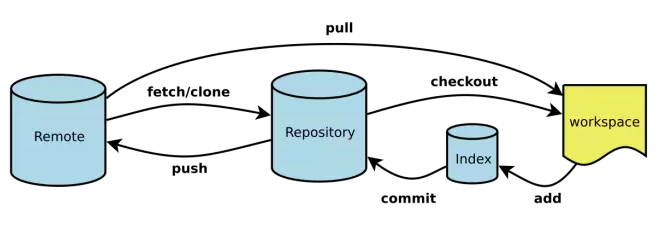 pull
fetch/clone
checkout
Remote
Repository
workspace
Index
push
commit
add